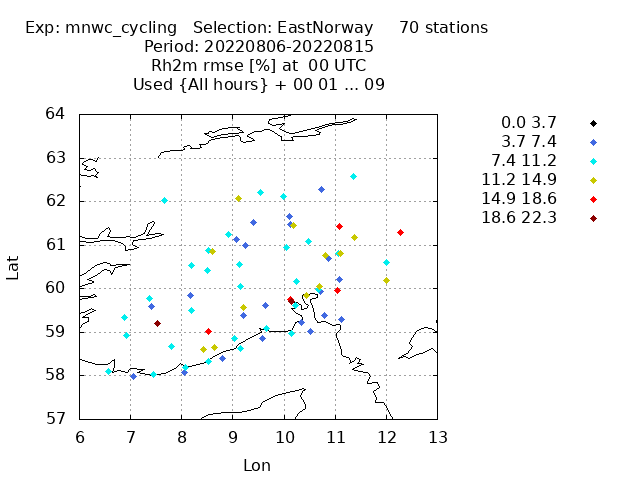 Exp: mnwc_cycling   Selection: EastNorway     70 stations
Period: 20220806-20220815
Rh2m rmse [%] at  00 UTC
Used {All hours} + 00 01 ... 09
0.0 3.7
3.7 7.4
7.4 11.2
11.2 14.9
14.9 18.6
18.6 22.3
64
63
62
61
60
59
58
57
Lat
6 7 8 9 10 11 12 13
Lon